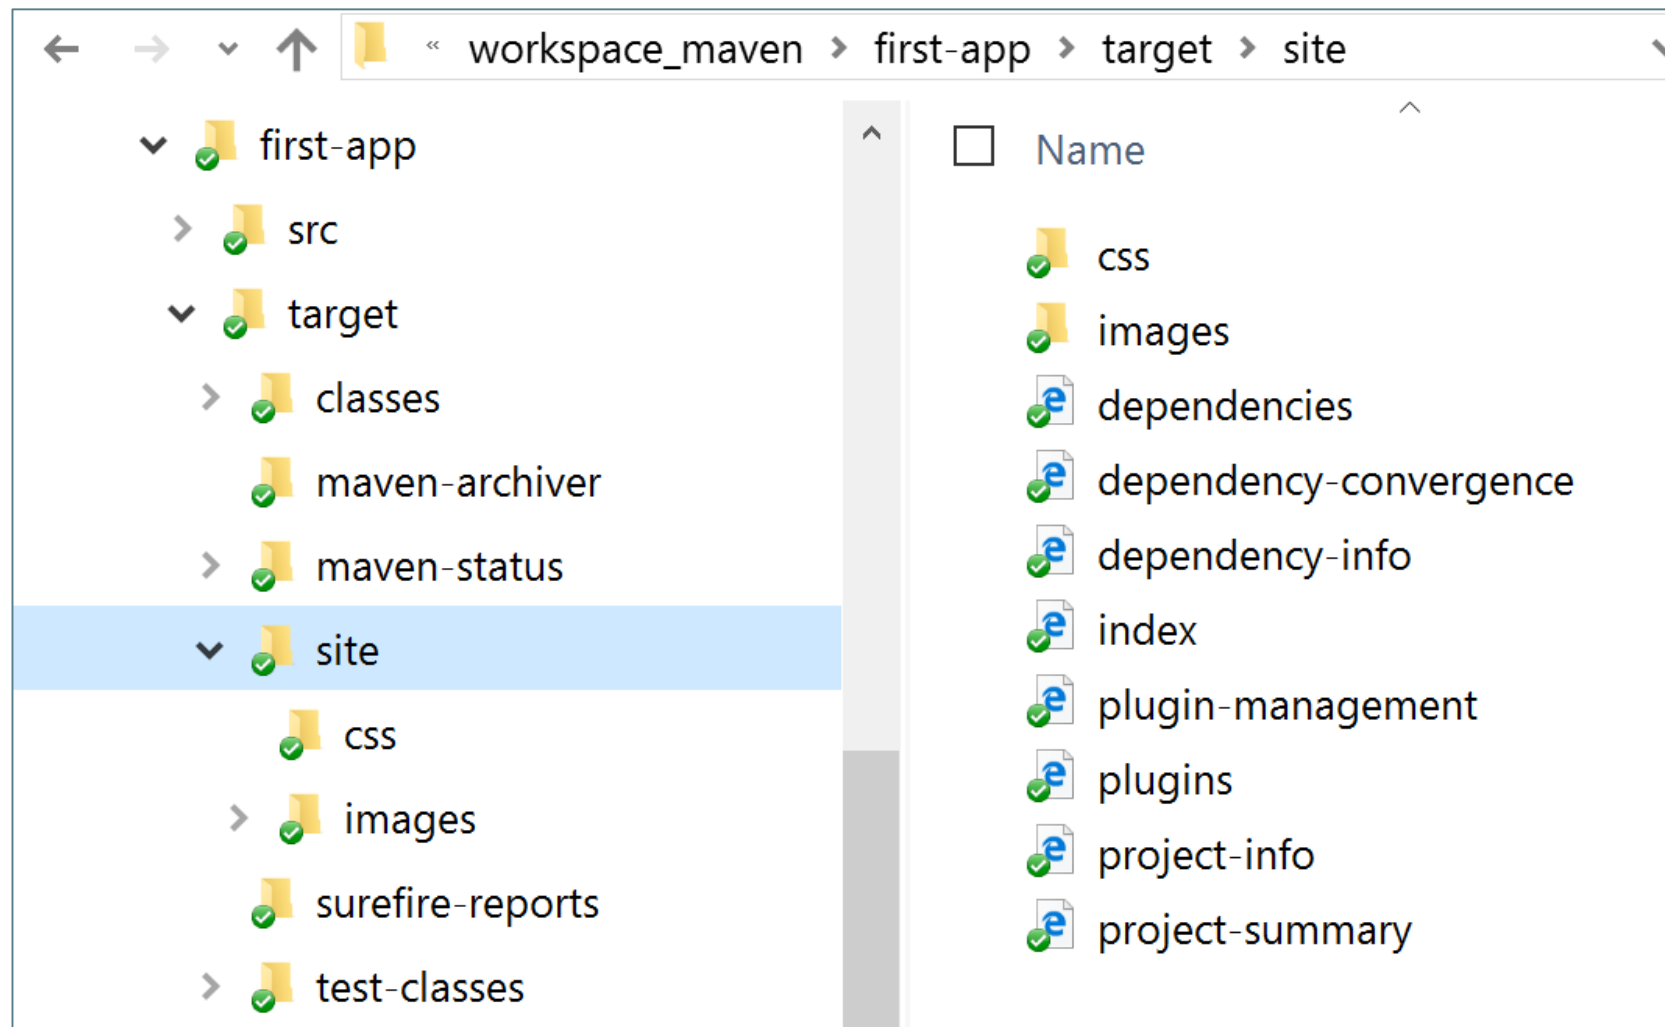 « workspace_maven > first-app > target > site
first-app
src
target
classes
maven-archiver
maven-status
site
css
images
surefire-reports
test-classes
Name
css
images
dependencies
dependency-convergence
dependency-info
index
plugin-management
plugins
project-info
project-summary